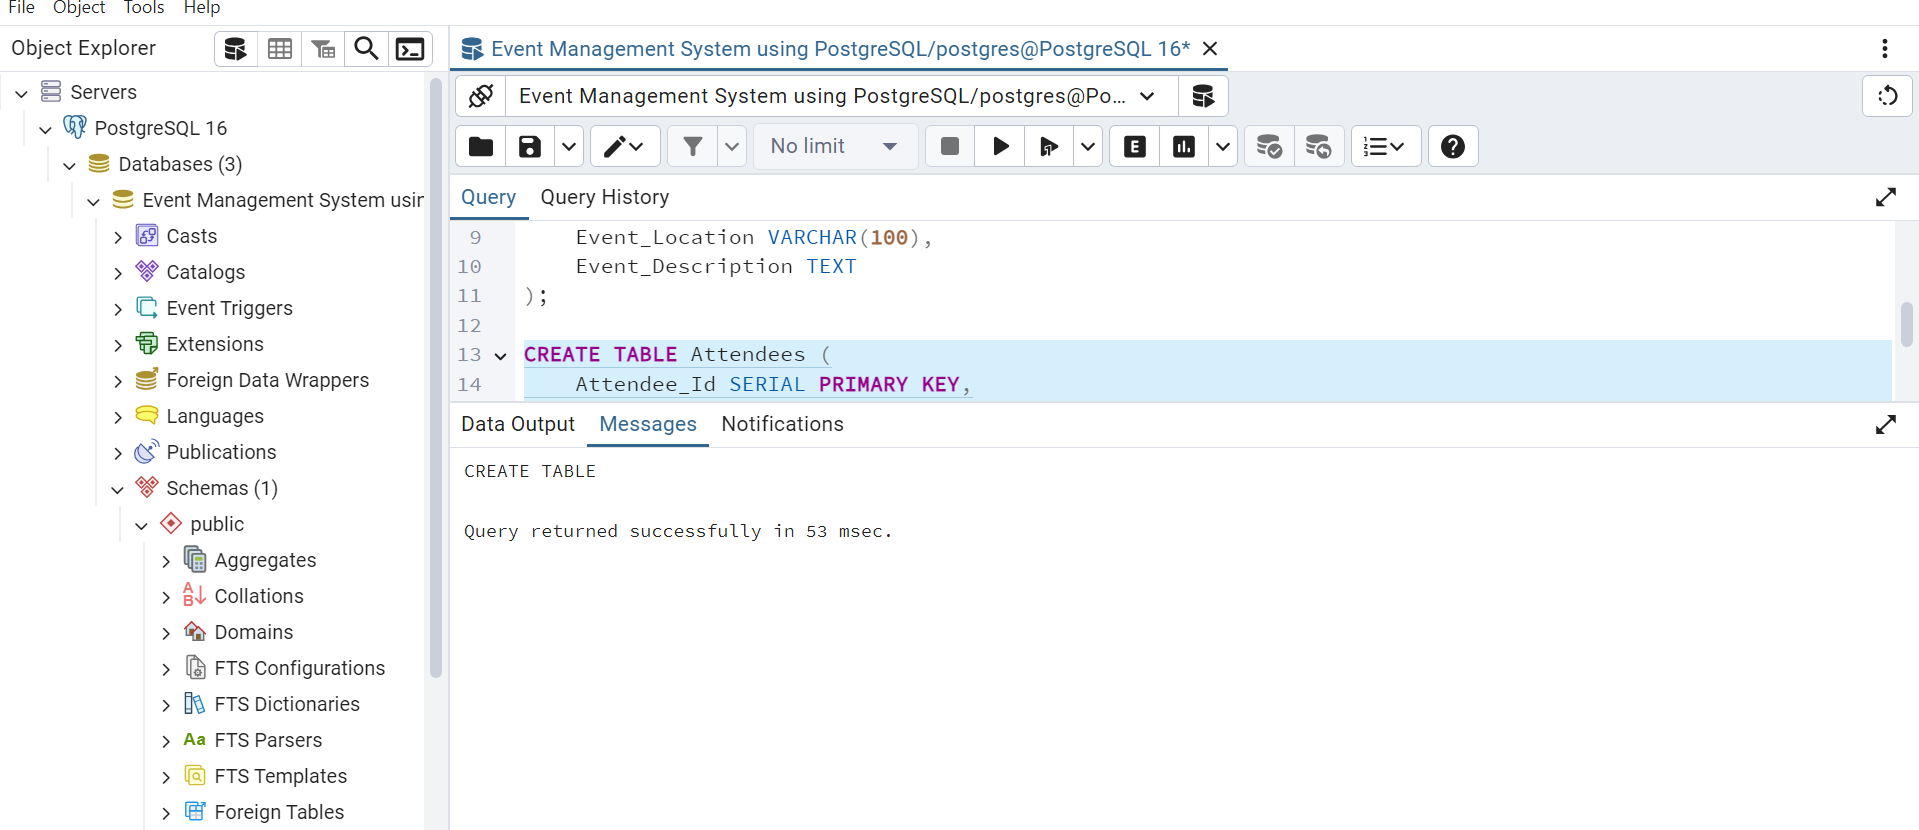 File Object Tools Help
Object Explorer
Servers
PostgreSQL 16
Databases (3)
Event Management System usin
Casts
Catalogs
Event Triggers
Extensions
Foreign Data Wrappers
Languages
Publications
Schemas (1)
public
Aggregates
Collations
Domains
FTS Configurations
FTS Dictionaries
Aa FTS Parsers
FTS Templates
Foreign Tables
Event Management System using PostgreSQL/postgres@PostgreSQL 16*
Event Management System using PostgreSQL/postgres@Po...
No limit
E
Query Query History
9 Event_Location VARCHAR(100),
10 Event_Description TEXT
11 );
12
13 CREATE TABLE Attendees (
14 Attendee_Id SERIAL PRIMARY KEY,
Data Output Messages Notifications
CREATE TABLE
Query returned successfully in 53 msec.